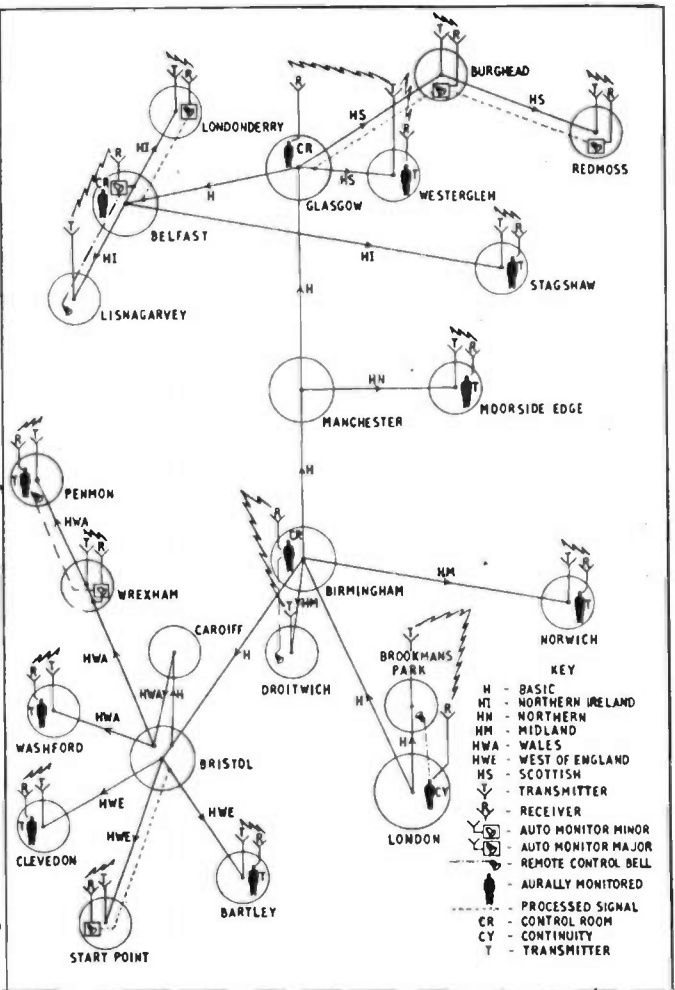 T R
BURGHEAD
HS
T R
REDMOSS
T R
LONDONDERRY
HI
R
CR
HS
T
R
T
WESTERGLEN
GLASGOW
H
R
CR
BELFAST
T
HI
LISNAGARVEY
HI
T R
T
STAGSHAW
H
HN
T R
T
MOORSIDE EDGE
MANCHESTER
H
R T
T
PENMON
HWA
T R
WREXHAM
R
CR
BIRMINGHAM
HM
T R
T
NORWICH
T
HM
DROITWICH
CARDIFF
HWA
HWA H
H
R T
T
WASHFORD
HWA
BRISTOL
R T
T
CLEVEDON
HWE
HWE
HWE
R T
START POINT
T R
T
BARTLEY
BROOKMANS
PARK
T
R
H
H
CY
LONDON
KEY
H - BASIC
HI - NORTHERN IRELAND
HN - NORTHERN
HM - MIDLAND
HWA - WALES
HWE - WEST OF ENGLAND
HS - SCOTTISH
T - TRANSMITTER
R - RECEIVER
- AUTO MONITOR MINOR
- AUTO MONITOR MAJOR
- REMOTE CONTROL BELL
- AURALLY MONITORED
- PROCESSED SIGNAL
CR - CONTROL ROOM
CY - CONTINUITY
T - TRANSMITTER